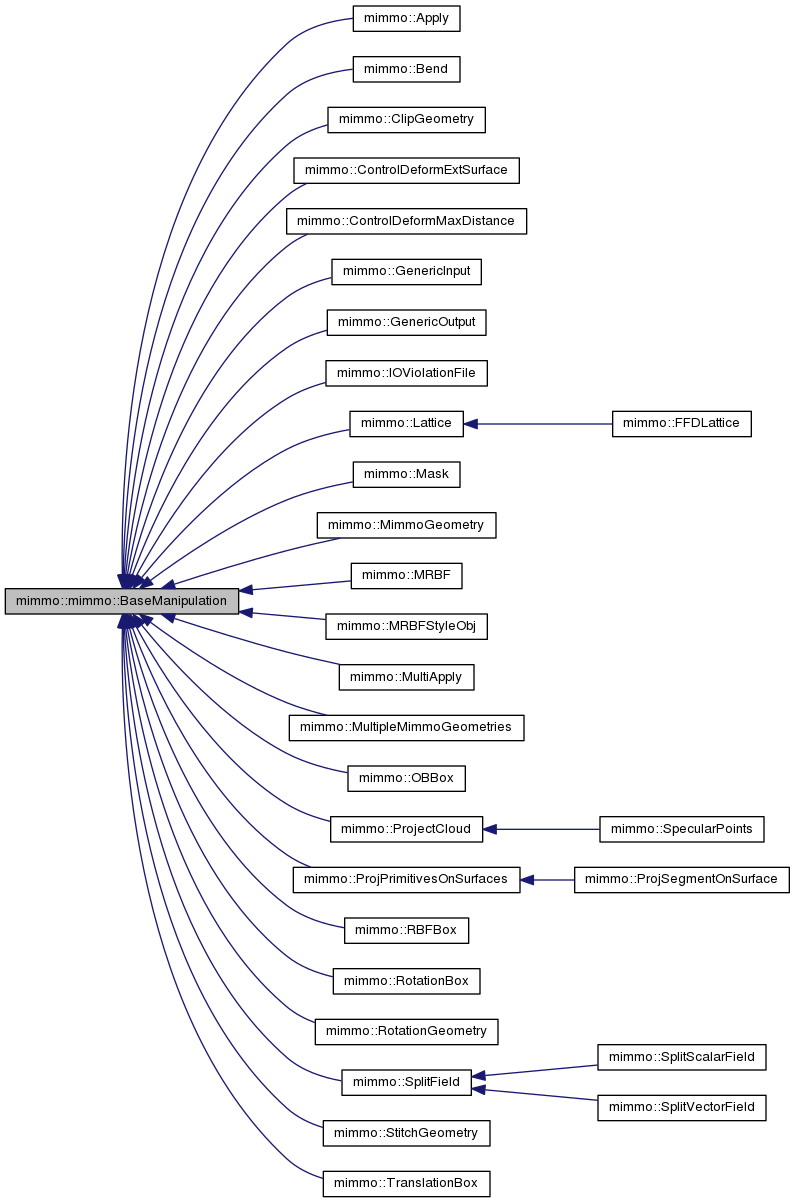 mimmo::Apply
mimmo::Bend
mimmo::ClipGeometry
mimmo::ControlDeformExtSurface
mimmo::ControlDeformMaxDistance
mimmo::GenericInput
mimmo::GenericOutput
mimmo::IOViolationFile
mimmo::Lattice
mimmo::FFDLattice
mimmo::Mask
mimmo::MimmoGeometry
mimmo::MRBF
mimmo::mimmo::BaseManipulation
mimmo::MRBFStyleObj
mimmo::MultiApply
mimmo::MultipleMimmoGeometries
mimmo::OBBox
mimmo::ProjectCloud
mimmo::SpecularPoints
mimmo::ProjPrimitivesOnSurfaces
mimmo::ProjSegmentOnSurface
mimmo::RBFBox
mimmo::RotationBox
mimmo::RotationGeometry
mimmo::SplitField
mimmo::SplitScalarField
mimmo::SplitVectorField
mimmo::StitchGeometry
mimmo::TranslationBox